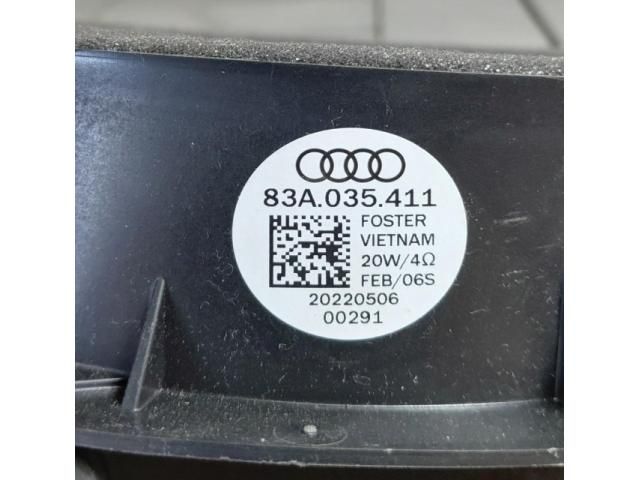 83A.035.411
FOSTER
VIETNAM
20W/4Ω
FEB/06S
20220506
00291